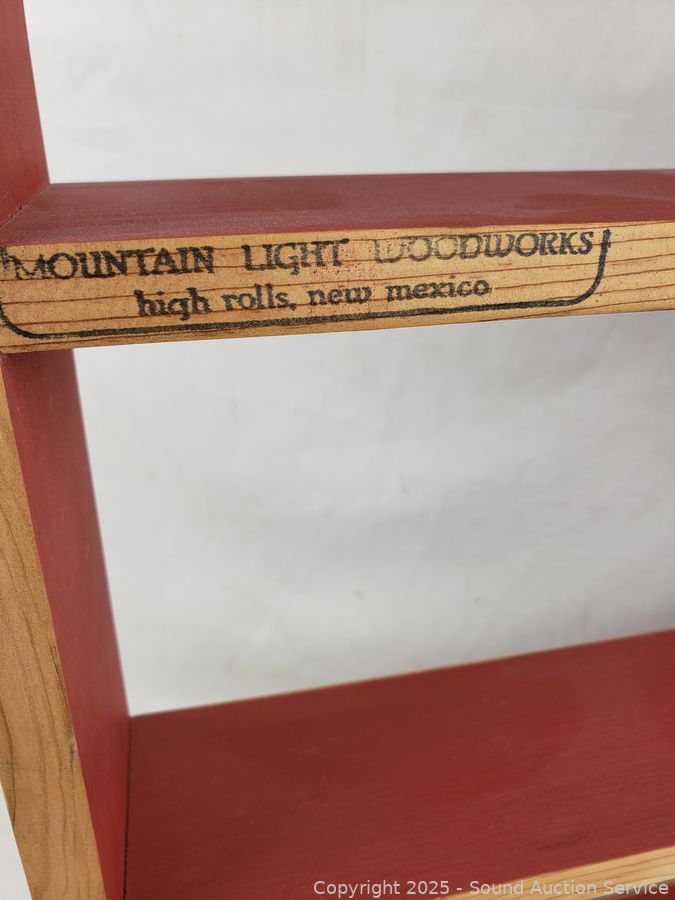 MOUNTAIN LIGHT WOODWORKS
high rolls, new mexico
Copyright 2025 - Sound Auction Service